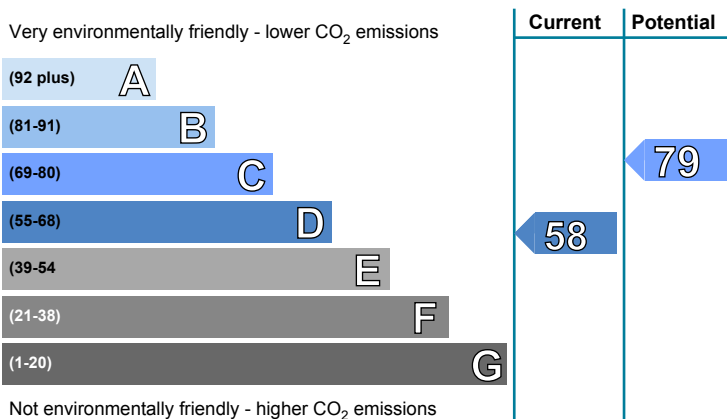 Current Potential
Very environmentally friendly - lower CO2 emissions
(92 plus) A
(81-91) B
(69-80) C
79
(55-68) D
58
(39-54 E
(21-38) F
(1-20) G
Not environmentally friendly - higher CO2 emissions